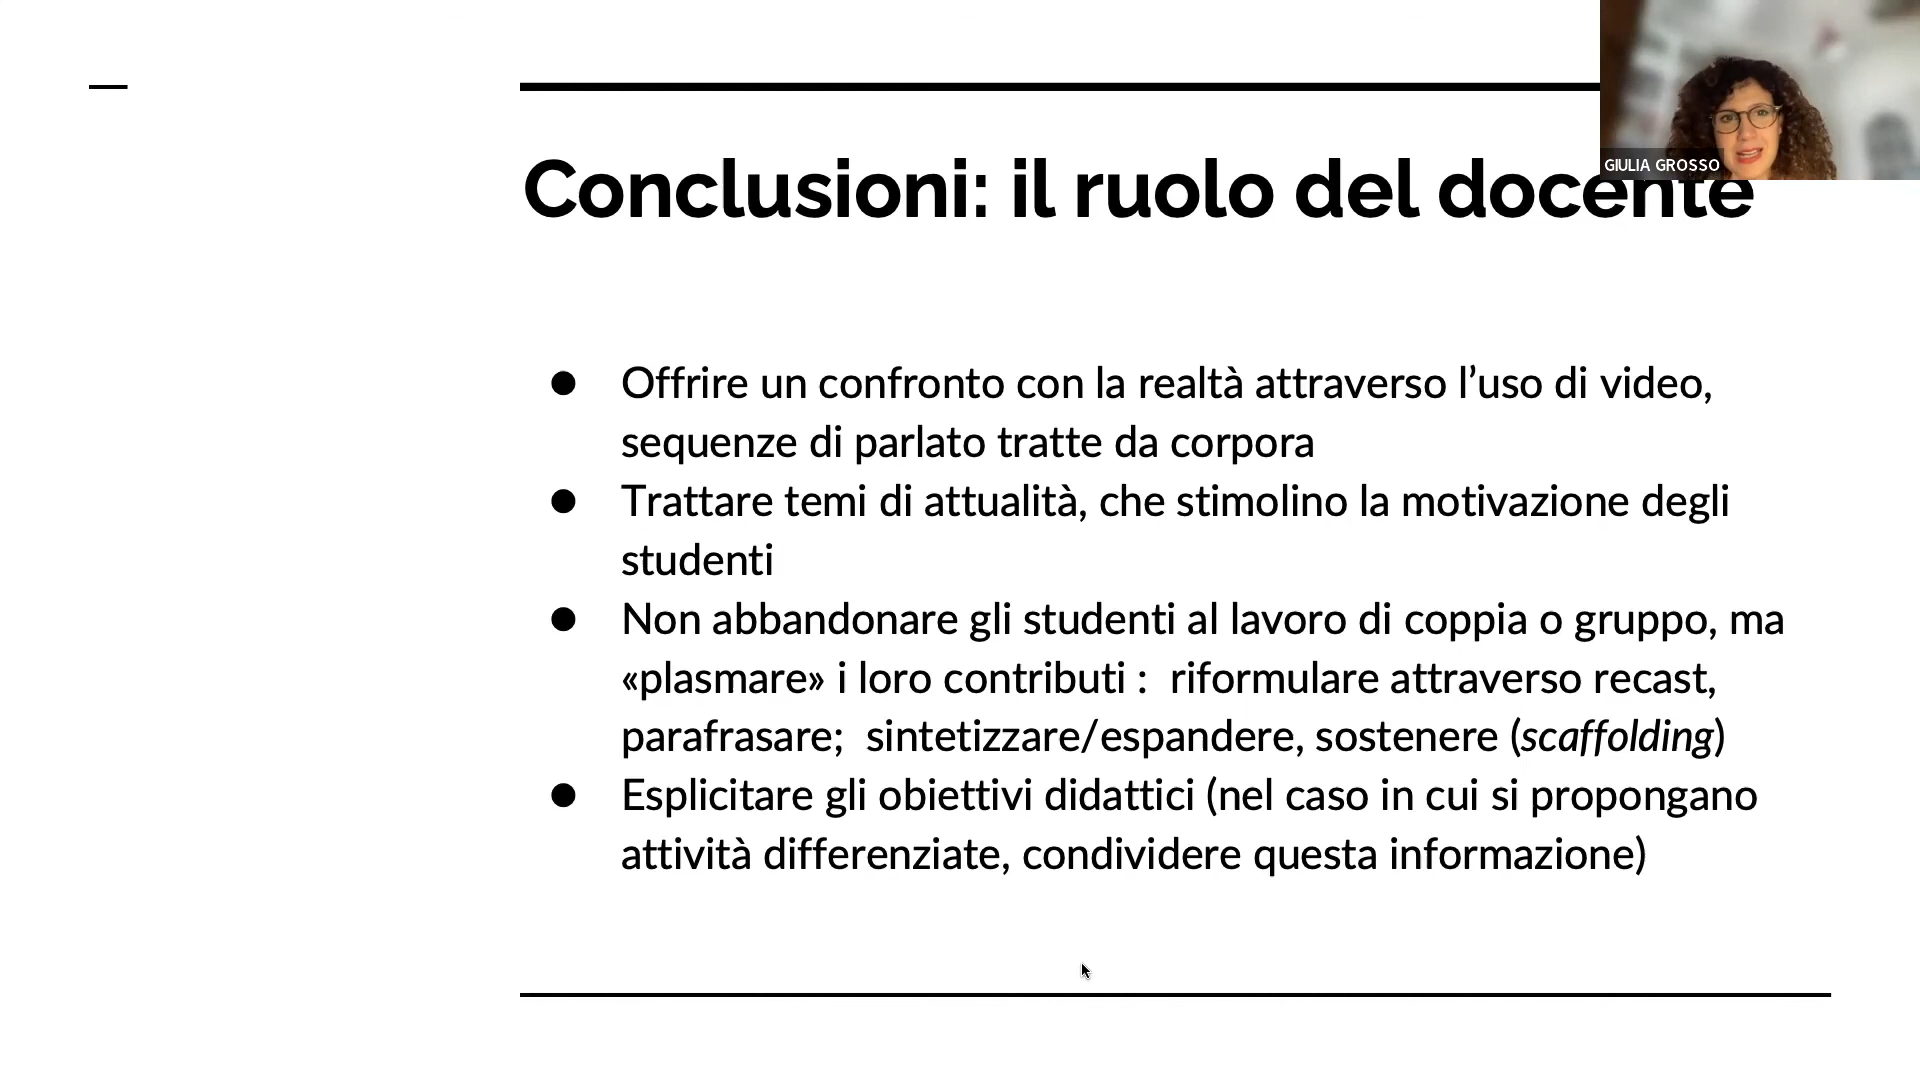 GIULIA GROSSO
Conclusioni: il ruolo del docente
● Offrire un confronto con la realtà attraverso l’uso di video,
sequenze di parlato tratte da corpora
● Trattare temi di attualità, che stimolino la motivazione degli
studenti
● Non abbandonare gli studenti al lavoro di coppia o gruppo, ma
«plasmare» i loro contributi :  riformulare attraverso recast,
parafrasare;  sintetizzare/espandere, sostenere (scaffolding)
● Esplicitare gli obiettivi didattici (nel caso in cui si propongano
attività differenziate, condividere questa informazione)